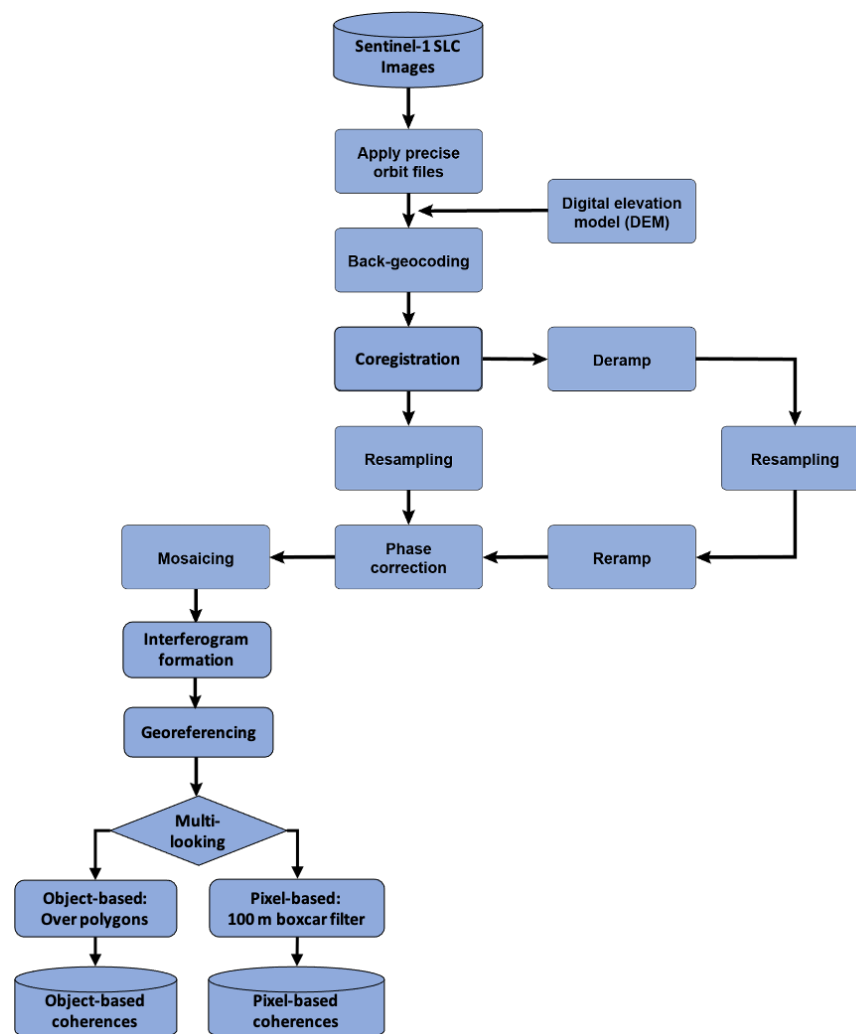 Sentinel-1 SLC
Images
Apply precise
orbit files
Digital elevation
model (DEM)
Back-geocoding
Coregistration
Deramp
Resampling
Resampling
Mosaicing
Phase
correction
Reramp
Interferogram
formation
Georeferencing
Multi-
looking
Object-based:
Over polygons
Pixel-based:
100 m boxcar filter
Object-based
coherences
Pixel-based
coherences